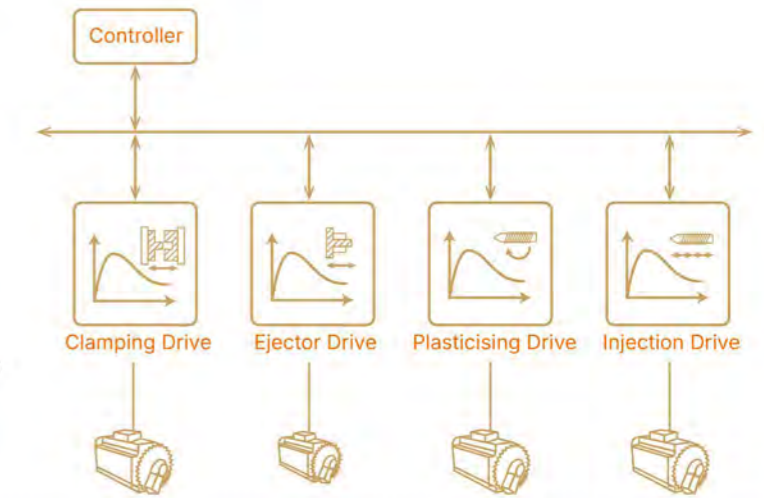 Controller
Clamping Drive
Ejector Drive
Plasticising Drive
Injection Drive